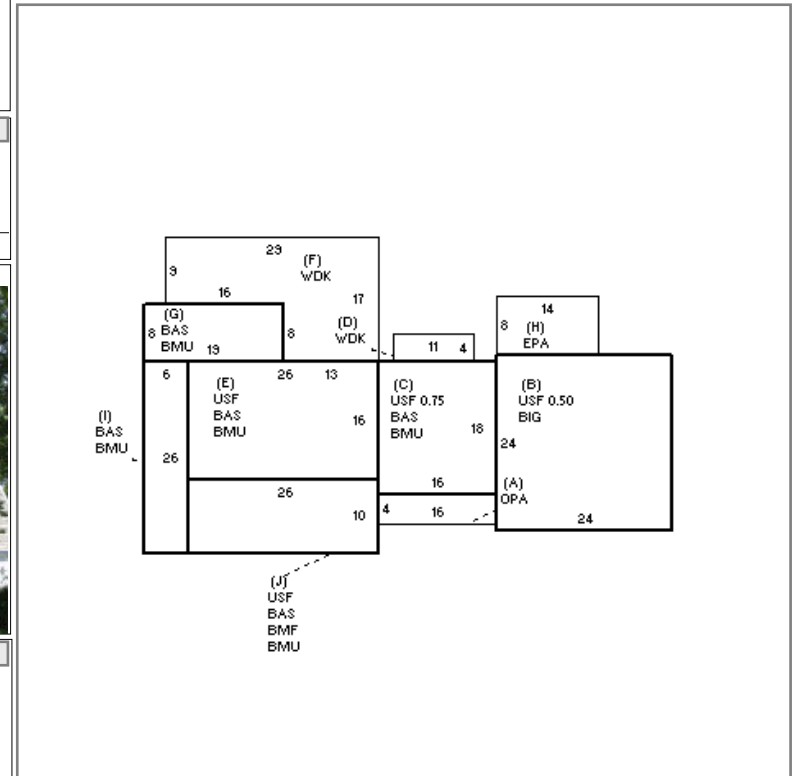 29
(F)
WDK
9
16
17
14
(G)
BAS
BMU
8
19
8
(D)
WDK
11
4
8
(H)
EPA
6
26
13
(E)
USF
BAS
BMU
16
(C)
USF 0.75
BAS
BMU
18
(B)
USF 0.50
BIG
24
(I)
BAS
BMU
26
16
(A)
OPA
26
10
4
16
24
(J)
USF
BAS
BMF
BMU